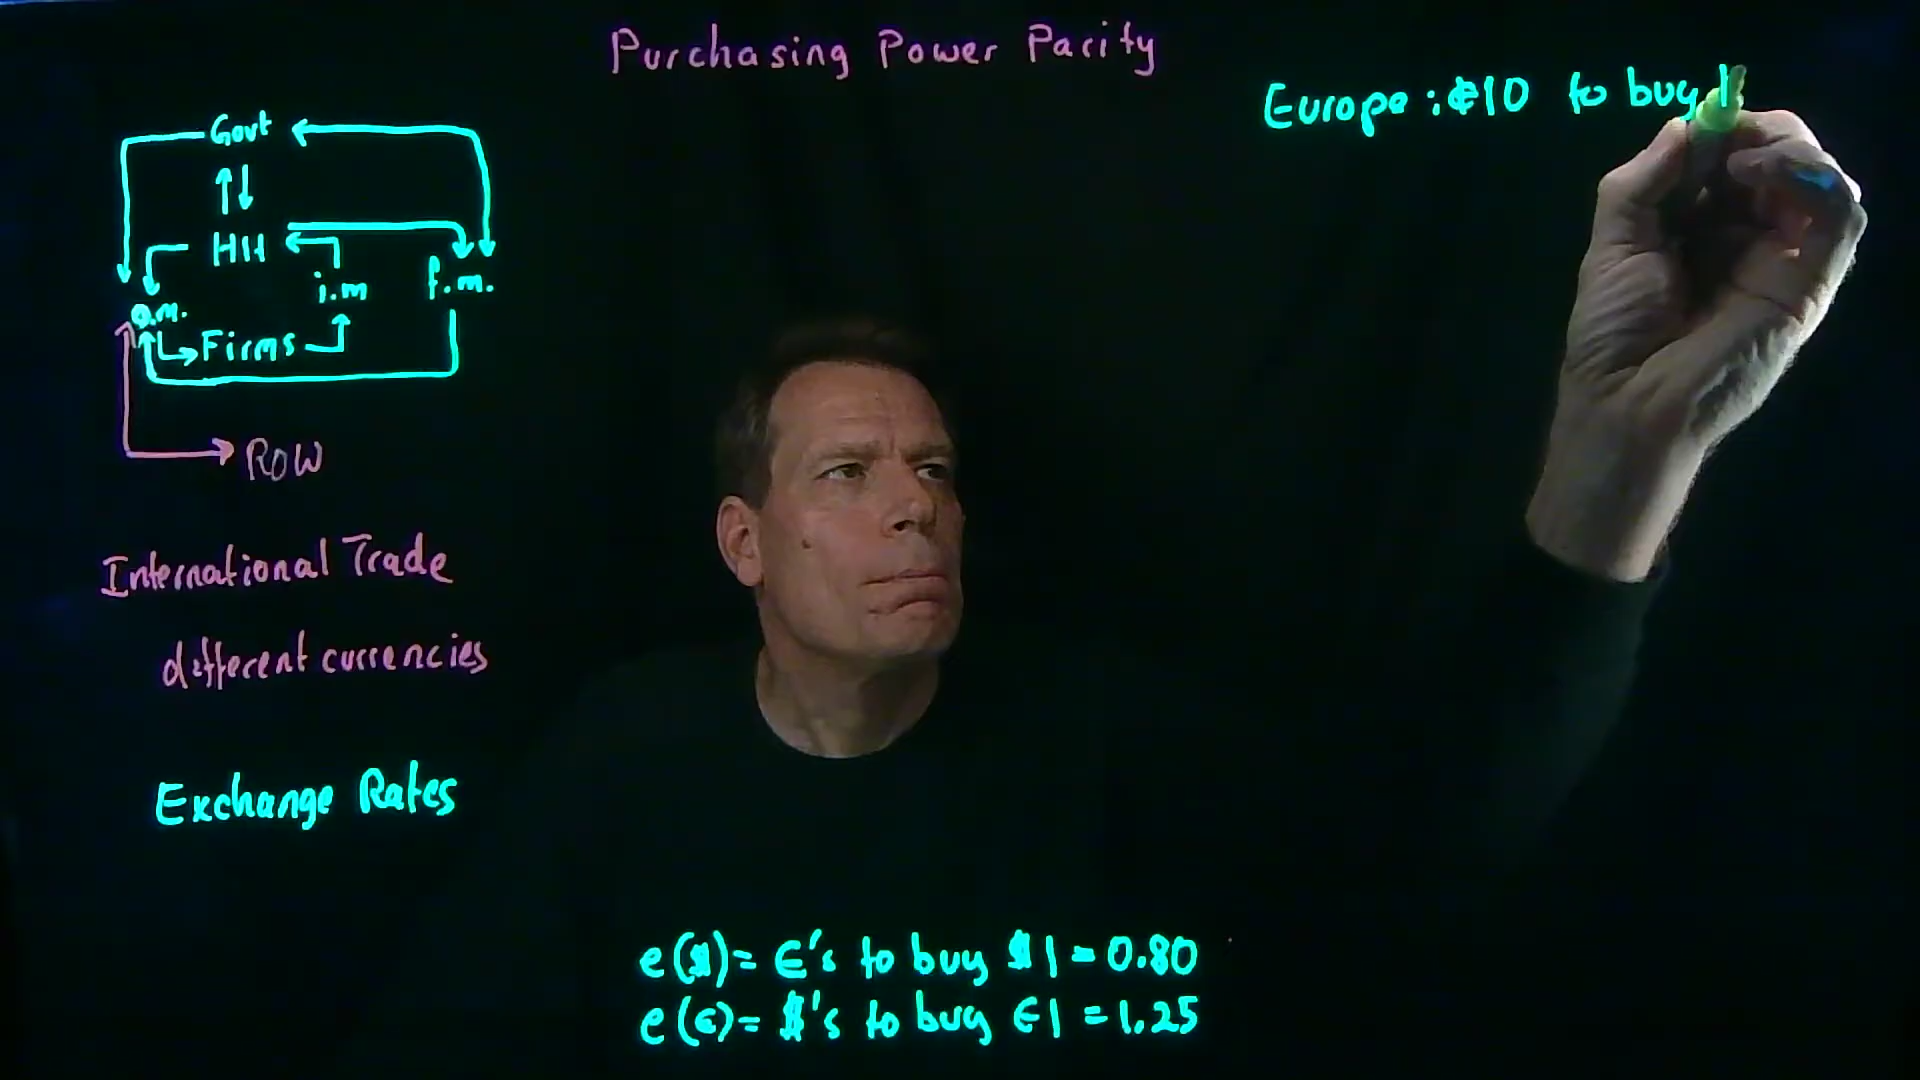 Purchasing Power Parity
Europe: €10 to buy 1
Govt
HH
i.m
f.m.
o.m.
Firms
ROW
International Trade
different currencies
Exchange Rates
e($) = €'s to buy $1 = 0.80
e(€) = $'s to buy €1 = 1.25